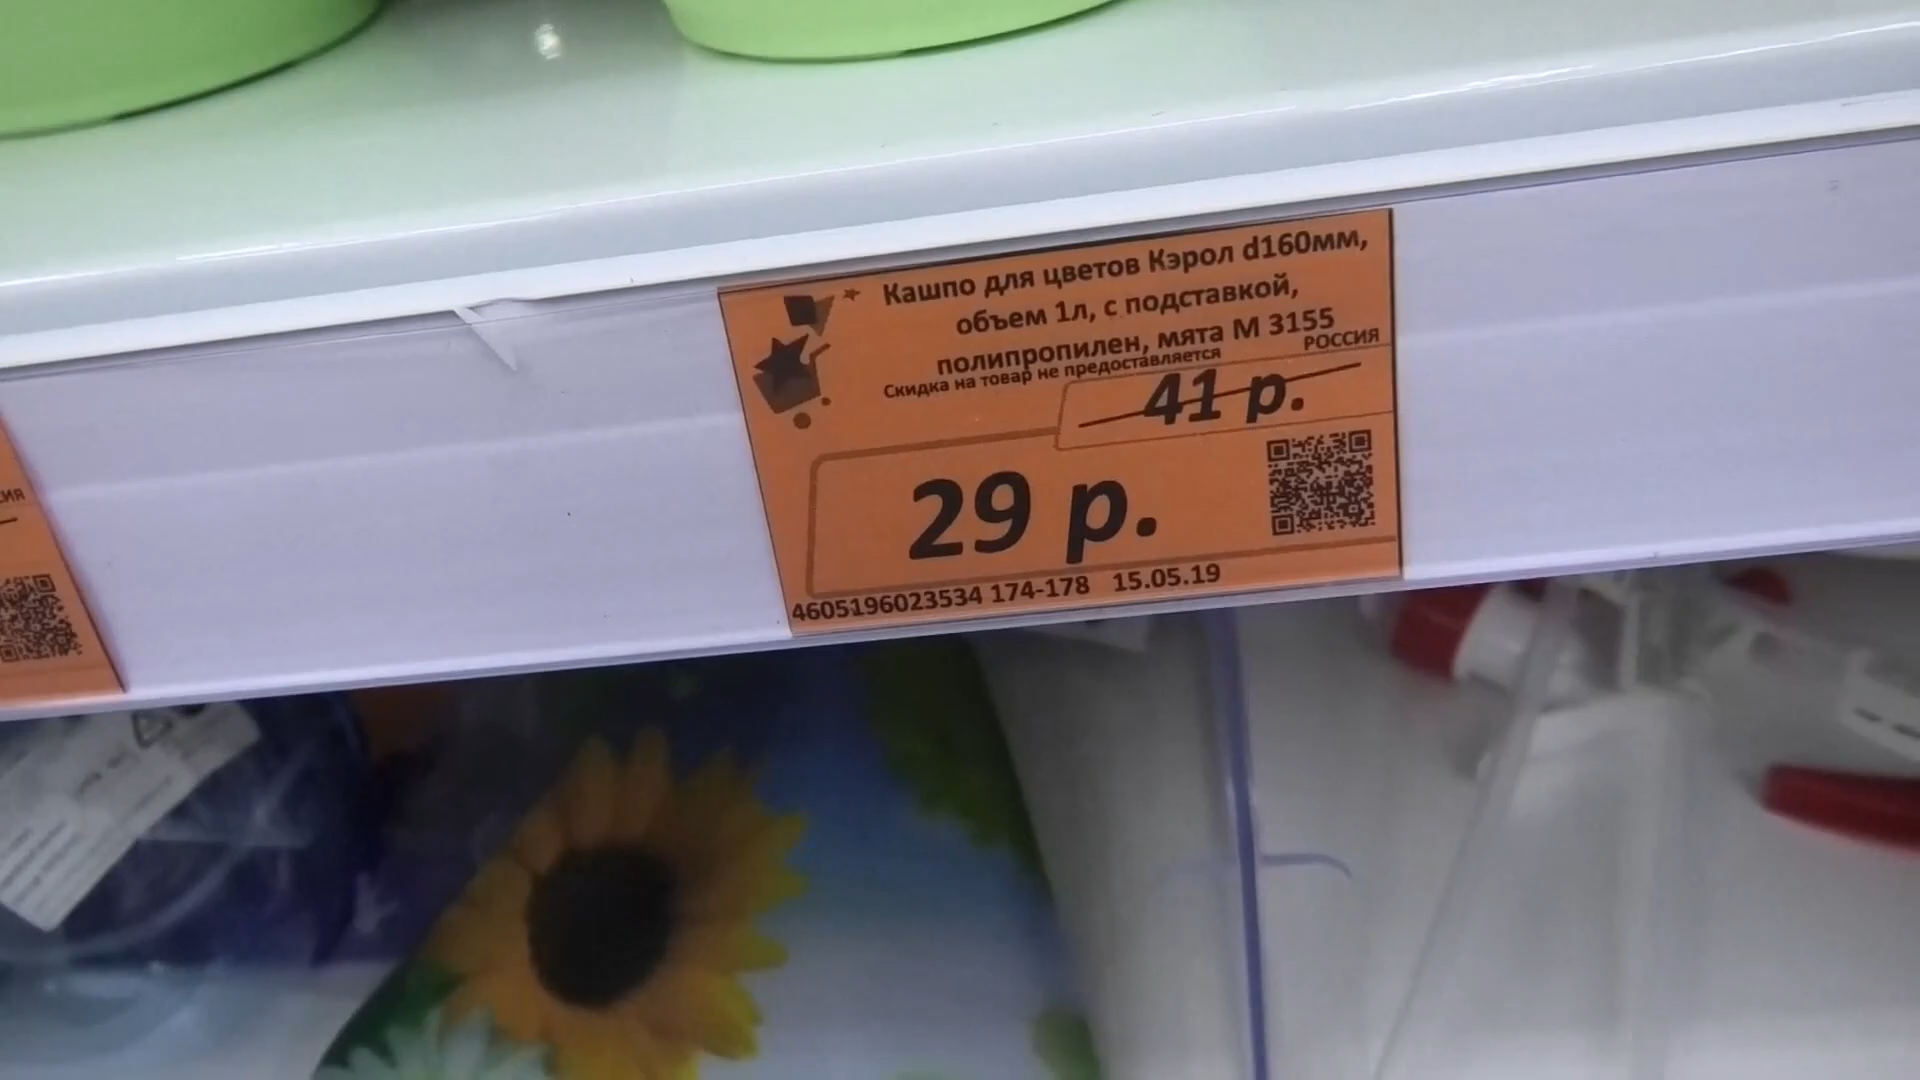 Кашпо для цветов Кэрол d160мм,
объем 1л, с подставкой,
полипропилен, мята М 3155
РОССИЯ
Скидка на товар не предоставляется
41 р.
29 р.
4605196023534 174-178 15.05.19